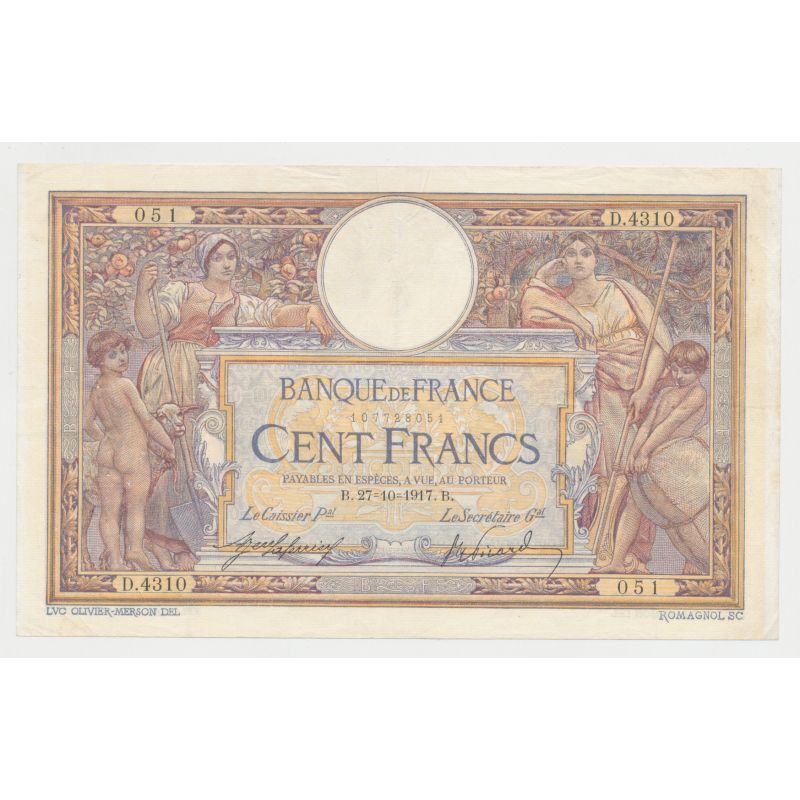 051 D.4310
BANQUE DE FRANCE
107728051
CENT FRANCS
PAYABLES EN ESPÈCES, A VUE, AU PORTEUR
B. 27=10=1917. B.
Le Caissier Pal Le Secrétaire Gal
D.4310 B F 051
LVC OLIVIER-MERSON DEL ROMAGNOL SC